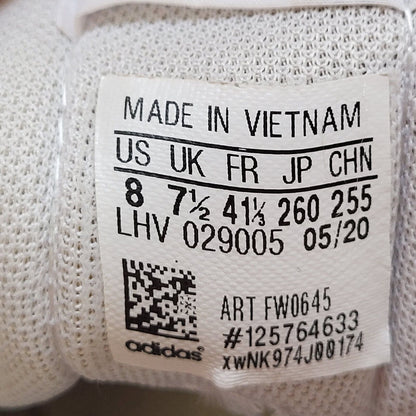 MADE IN VIETNAM
US UK FR JP CHN
8 7½ 41⅓ 260 255
LHV 029005 05/20
ART FW0645
#125764633
adidas xwNK974J00174